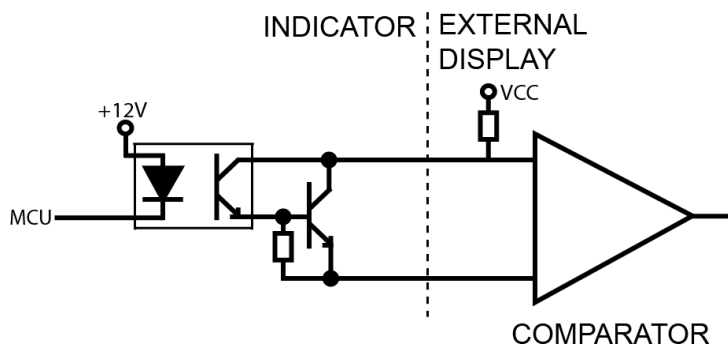 INDICATOR
EXTERNAL
DISPLAY
VCC
+12V
MCU
COMPARATOR